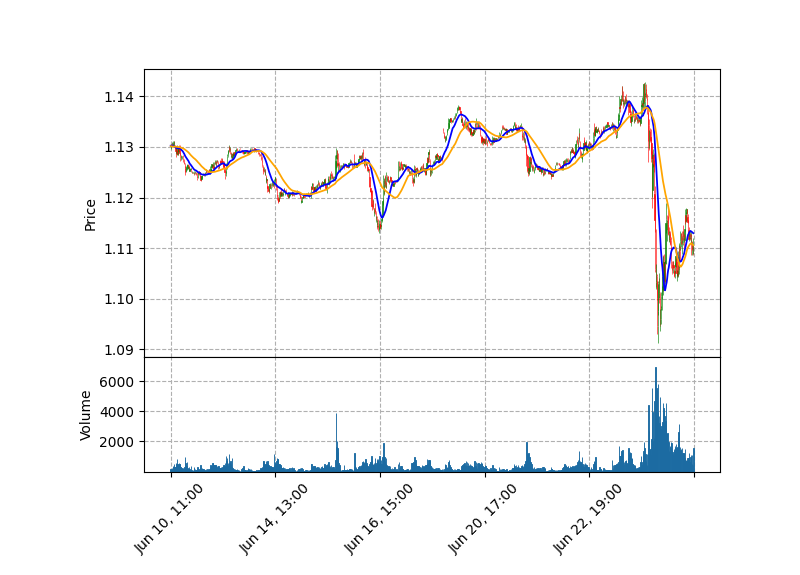 1.14
1.13
1.12
1.11
1.10
1.09
Price
6000
4000
2000
Volume
Jun 10, 11:00
Jun 14, 13:00
Jun 16, 15:00
Jun 20, 17:00
Jun 22, 19:00